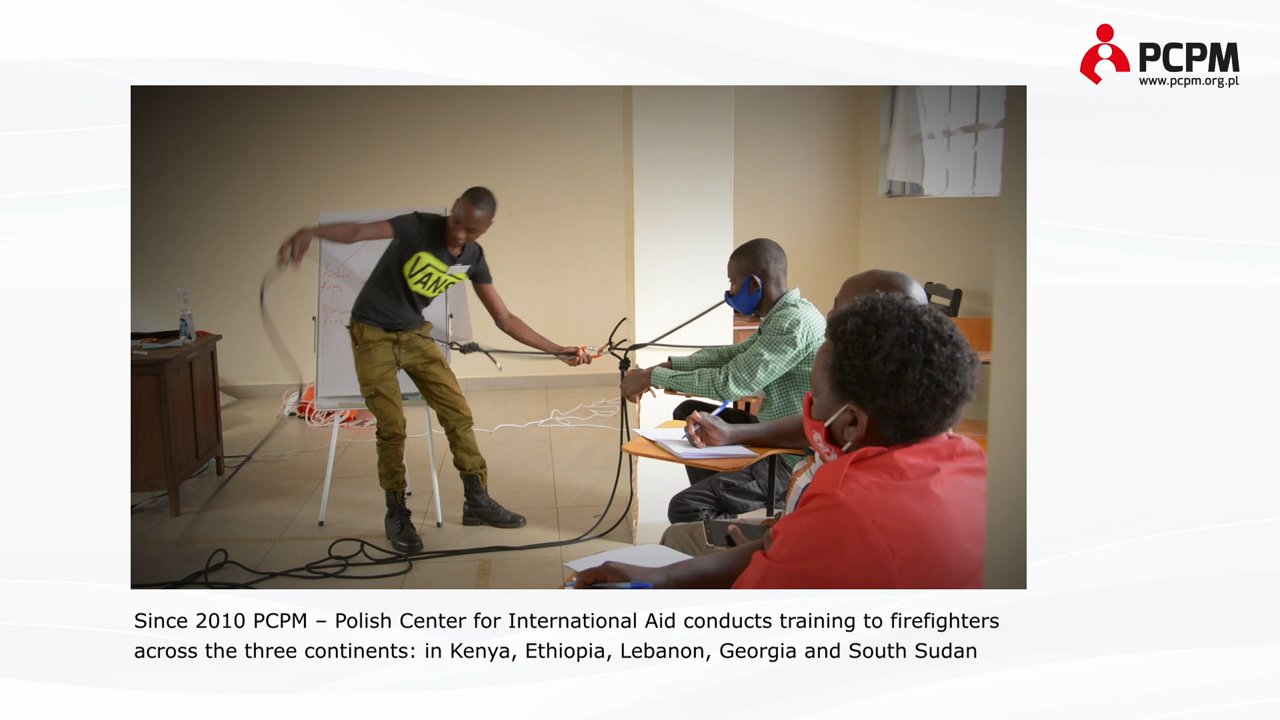 PCPM
www.pcpm.org.pl
VANS
Since 2010 PCPM – Polish Center for International Aid conducts training to firefighters
across the three continents: in Kenya, Ethiopia, Lebanon, Georgia and South Sudan